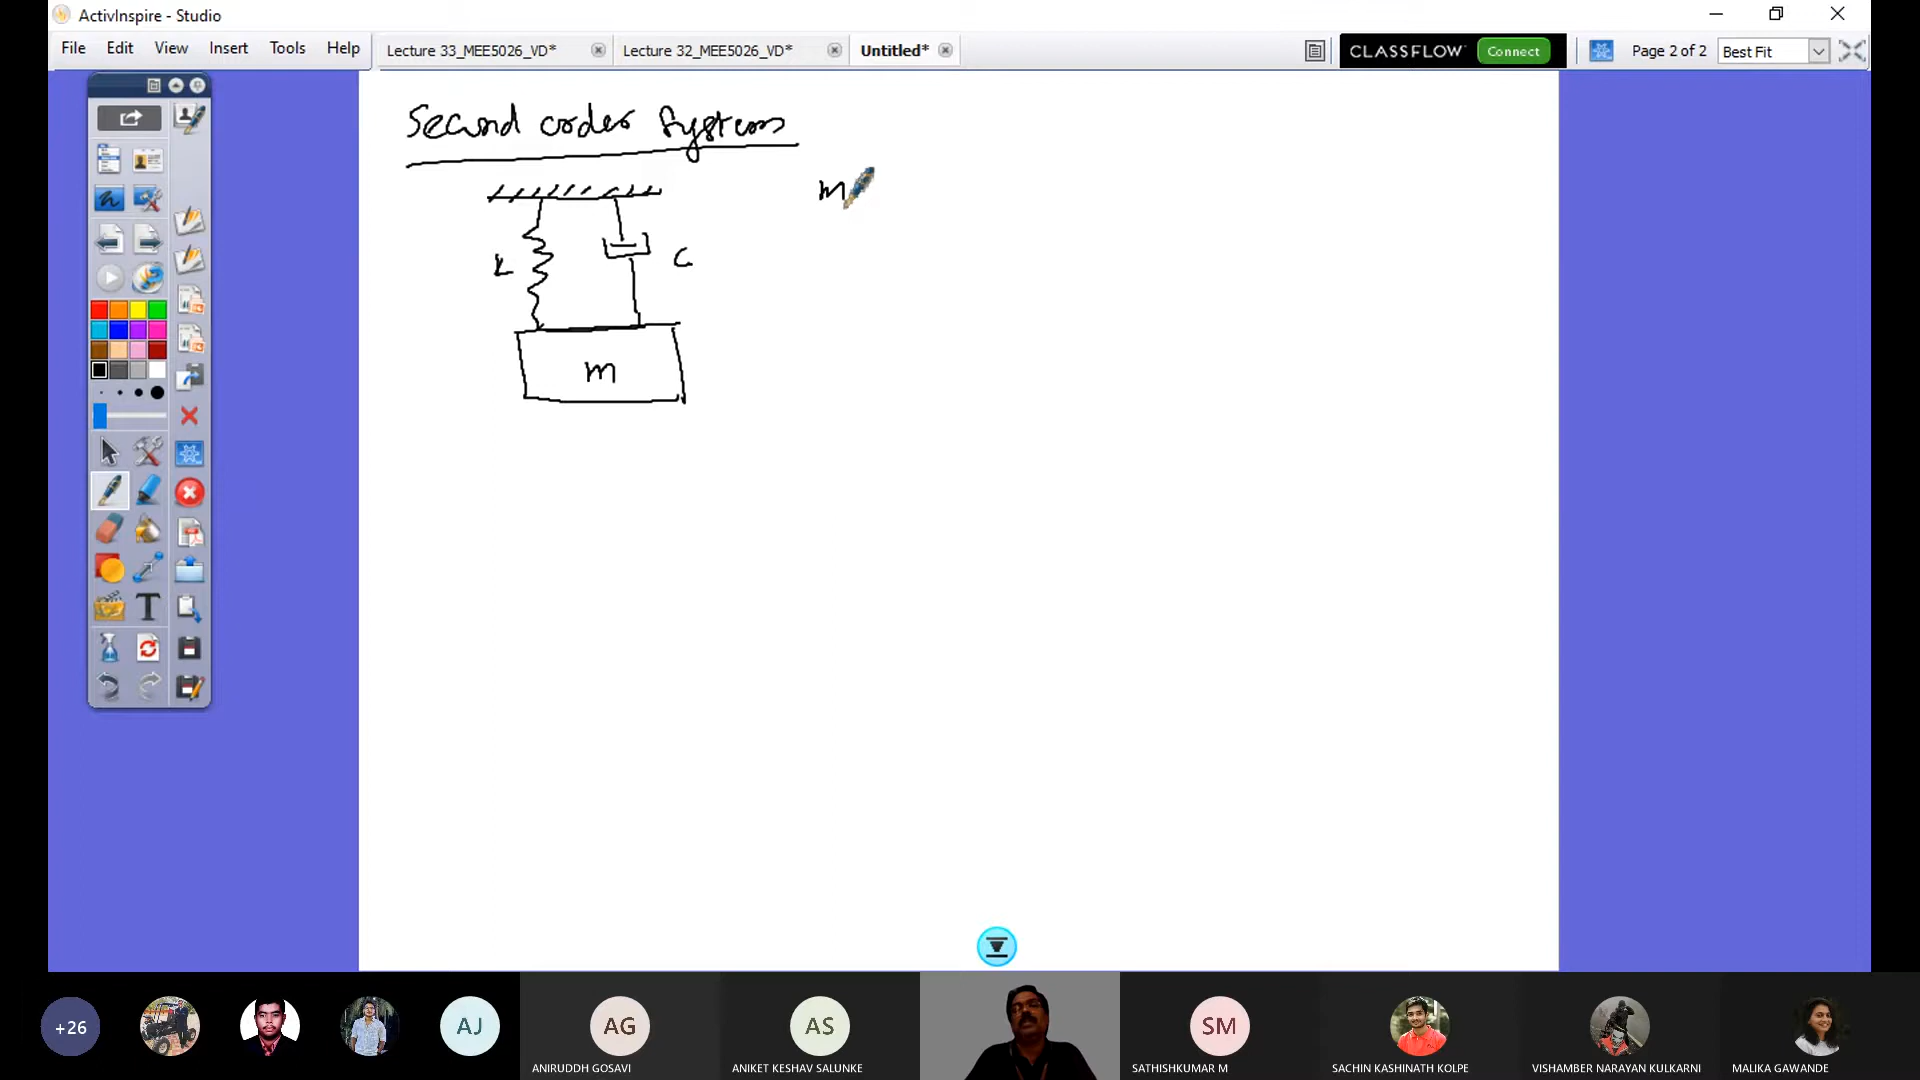 ActivInspire - Studio
File Edit View Insert Tools Help
Lecture 33_MEE5026_VD* Lecture 32_MEE5026_VD* Untitled*
CLASSFLOW Connect
Page 2 of 2 Best Fit
Second order Systems
m
K C
m
T
+26 AJ AG AS SM
ANIRUDDH GOSAVI ANIKET KESHAV SALUNKE SATHISHKUMAR M SACHIN KASHINATH KOLPE VISHAMBER NARAYAN KULKARNI MALIKA GAWANDE